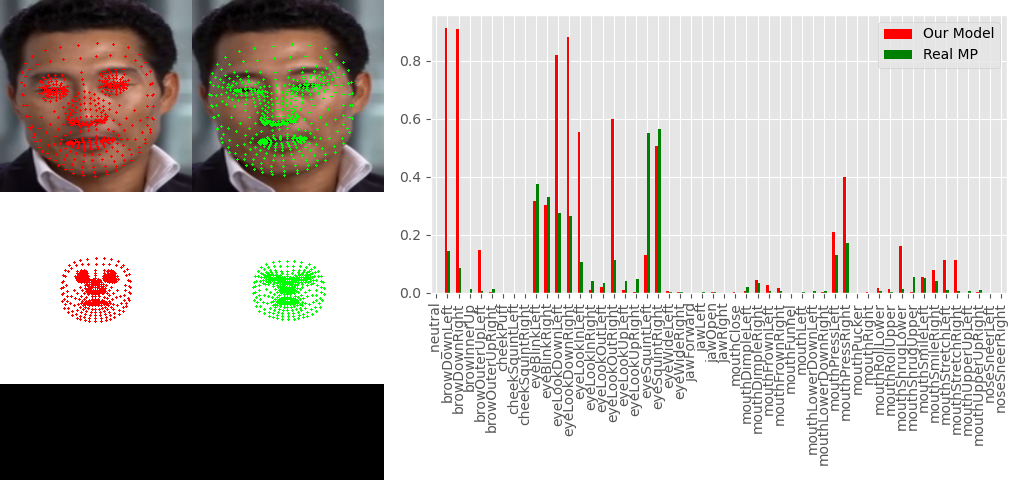 Our Model
Real MP
0.8
0.6
0.4
0.2
0.0
neutral
browDownLeft
browDownRight
browInnerUp
browOuterUpLeft
browOuterUpRight
cheekPuff
cheekSquintLeft
cheekSquintRight
eyeBlinkLeft
eyeBlinkRight
eyeLookDownLeft
eyeLookDownRight
eyeLookInLeft
eyeLookInRight
eyeLookOutLeft
eyeLookOutRight
eyeLookUpLeft
eyeLookUpRight
eyeSquintLeft
eyeSquintRight
eyeWideLeft
eyeWideRight
jawForward
jawLeft
jawOpen
jawRight
mouthClose
mouthDimpleLeft
mouthDimpleRight
mouthFrownLeft
mouthFrownRight
mouthFunnel
mouthLeft
mouthLowerDownLeft
mouthLowerDownRight
mouthPressLeft
mouthPressRight
mouthPucker
mouthRight
mouthRollLower
mouthRollUpper
mouthShrugLower
mouthShrugUpper
mouthSmileLeft
mouthSmileRight
mouthStretchLeft
mouthStretchRight
mouthUpperUpLeft
mouthUpperUpRight
noseSneerLeft
noseSneerRight